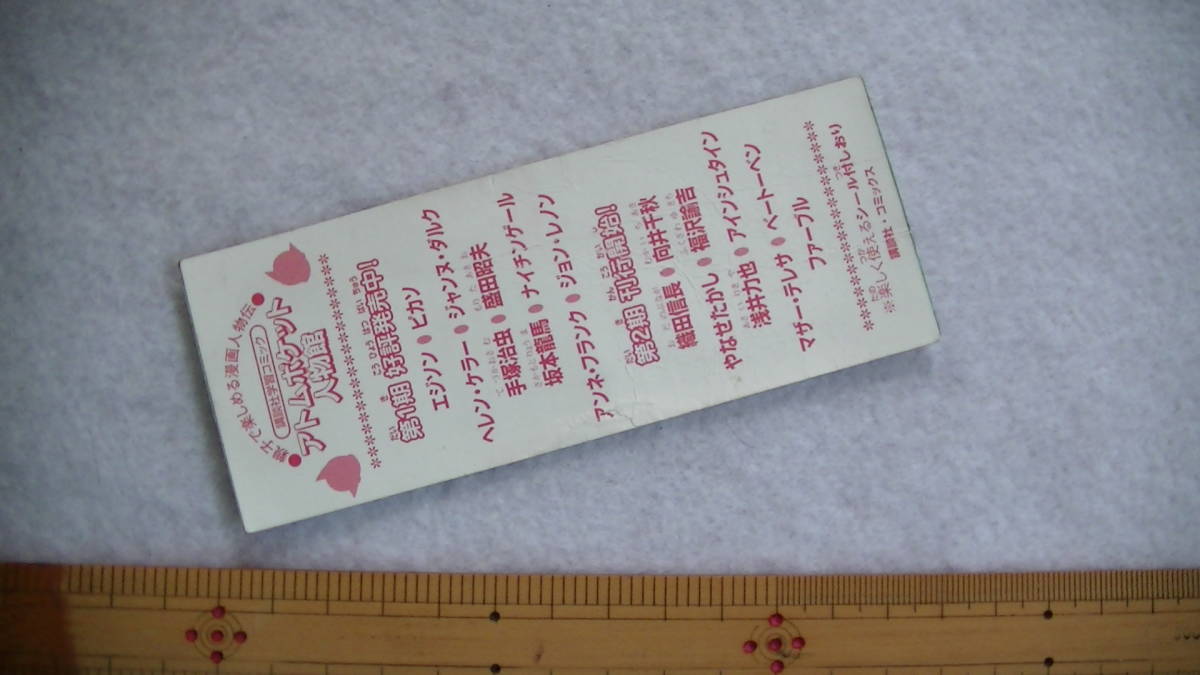 親子で楽しめる漫画人物伝
講談社学習コミック
アトムポケット
人物館
**********************
第1期 好評発売中!
エジソン●ピカソ
ヘレン・ケラー●ジャンヌ・ダルク
手塚治虫●盛田昭夫
坂本龍馬●ナイチンゲール
アンネ・フランク●ジョン・レノン
第2期 刊行開始!
織田信長●向井千秋
やなせたかし●福沢諭吉
浅井力也●アインシュタイン
マザー・テレサ●ベートーベン
ファーブル
**********************
※楽しく使えるシール付しおり
講談社・コミックス